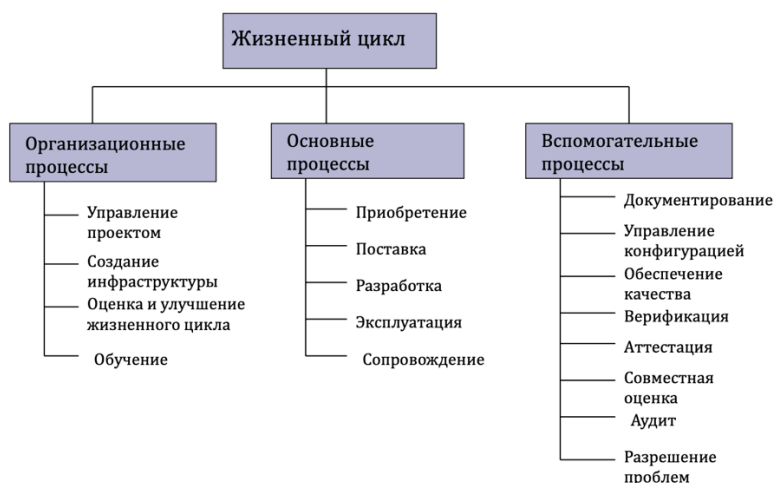 Жизненный цикл
Организационные
процессы
Управление
проектом
Создание
инфраструктуры
Оценка и улучшение
жизненного цикла
Обучение
Основные
процессы
Приобретение
Поставка
Разработка
Эксплуатация
Сопровождение
Вспомогательные
процессы
Документирование
Управление
конфигурацией
Обеспечение
качества
Верификация
Аттестация
Совместная
оценка
Аудит
Разрешение
проблем